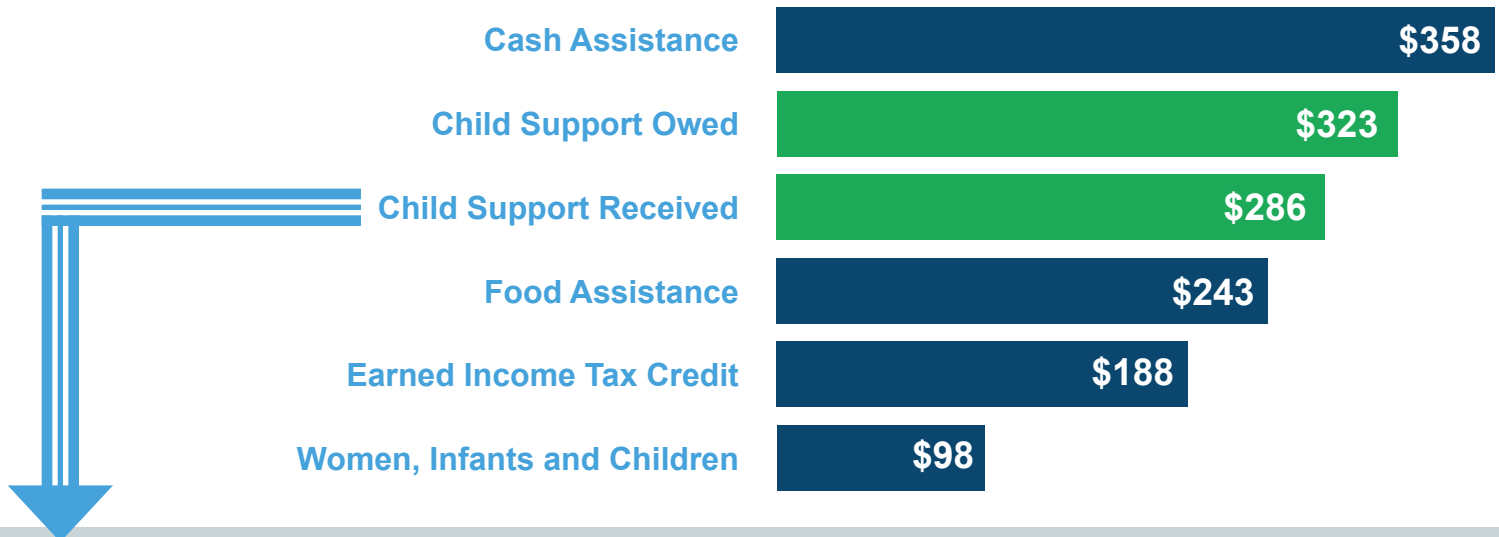 Cash Assistance $358
Child Support Owed $323
Child Support Received $286
Food Assistance $243
Earned Income Tax Credit $188
Women, Infants and Children $98